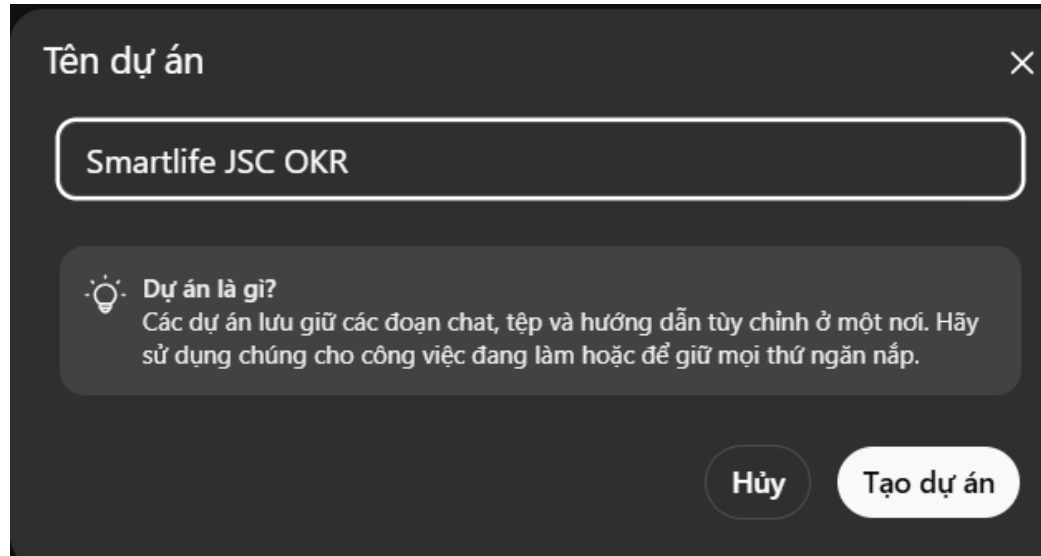 Tên dự án
Smartlife JSC OKR
Dự án là gì?
Các dự án lưu giữ các đoạn chat, tệp và hướng dẫn tùy chỉnh ở một nơi. Hãy
sử dụng chúng cho công việc đang làm hoặc để giữ mọi thứ ngăn nắp.
Hủy
Tạo dự án